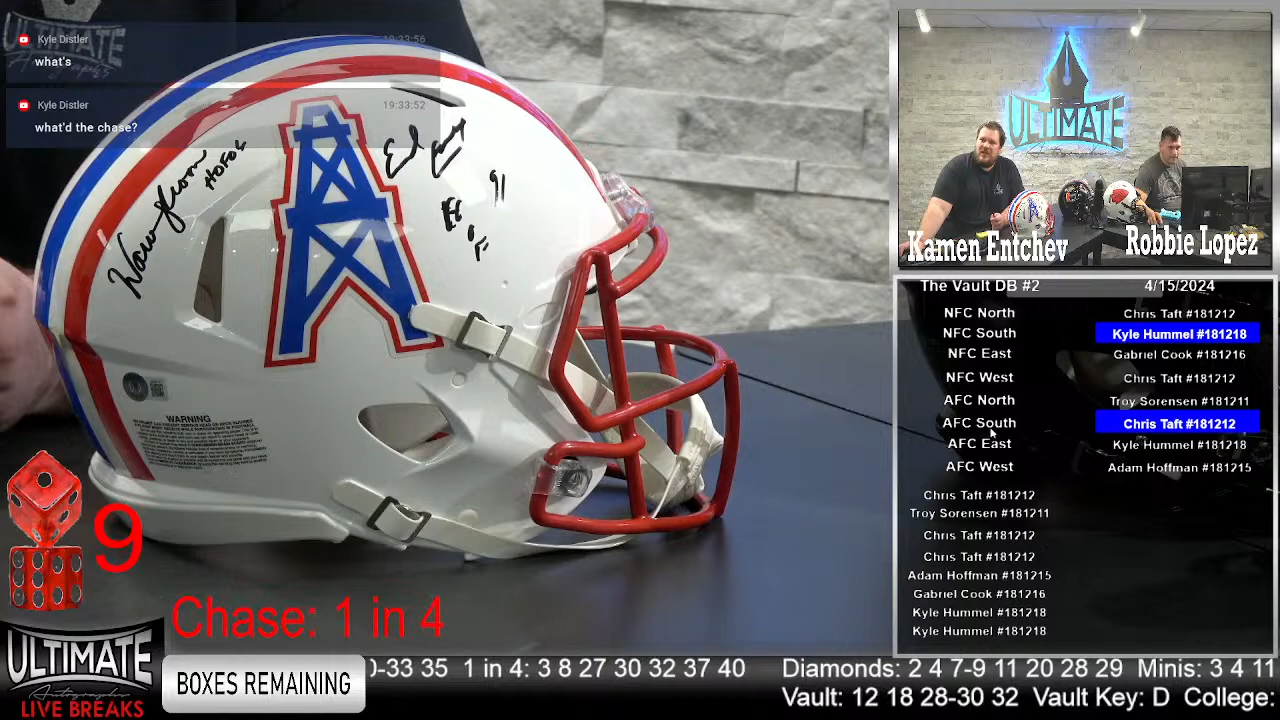 ULTIMATE
Kyle Distler 19:33:56
what's
Kyle Distler 19:33:52
what'd the chase?
HOF06
91
WARNING
9
Chase: 1 in 4
ULTIMATE
Autographs
LIVE BREAKS
BOXES REMAINING
ULTIMATE
Kamen Entchev
Robbie Lopez
The Vault DB #2 4/15/2024
NFC North Chris Taft #181212
NFC South Kyle Hummel #181218
NFC East Gabriel Cook #181216
NFC West Chris Taft #181212
AFC North Troy Sorensen #181211
AFC South Chris Taft #181212
AFC East Kyle Hummel #181218
AFC West Adam Hoffman #181215
Chris Taft #181212
Troy Sorensen #181211
Chris Taft #181212
Chris Taft #181212
Adam Hoffman #181215
Gabriel Cook #181216
Kyle Hummel #181218
Kyle Hummel #181218
0-33 35 1 in 4: 3 8 27 30 32 37 40 Diamonds: 2 4 7-9 11 20 28 29 Minis: 3 4 11
Vault: 12 18 28-30 32 Vault Key: D College: